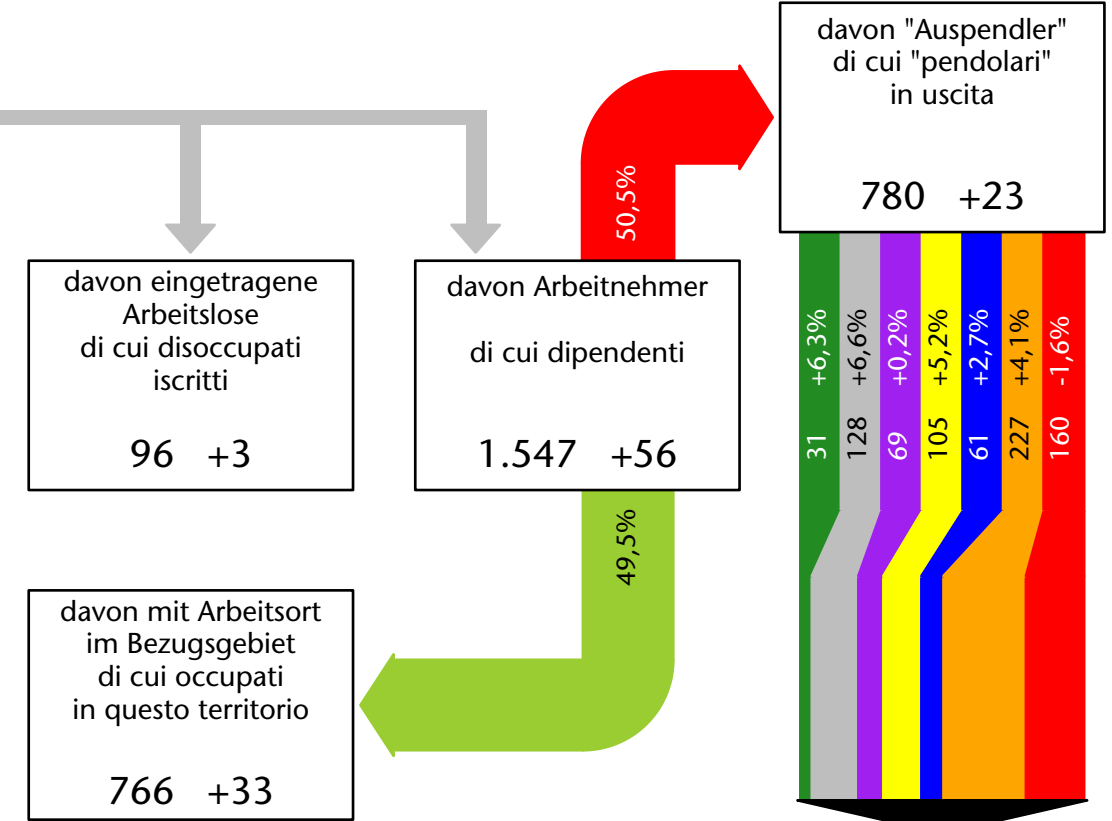 davon "Auspendler"
di cui "pendolari"
in uscita
780 +23
50,5%
davon eingetragene
Arbeitslose
di cui disoccupati
iscritti
96 +3
davon Arbeitnehmer
di cui dipendenti
1.547 +56
31 +6,3%
128 +6,6%
69 +0,2%
105 +5,2%
61 +2,7%
227 +4,1%
160 -1,6%
49,5%
davon mit Arbeitsort
im Bezugsgebiet
di cui occupati
in questo territorio
766 +33